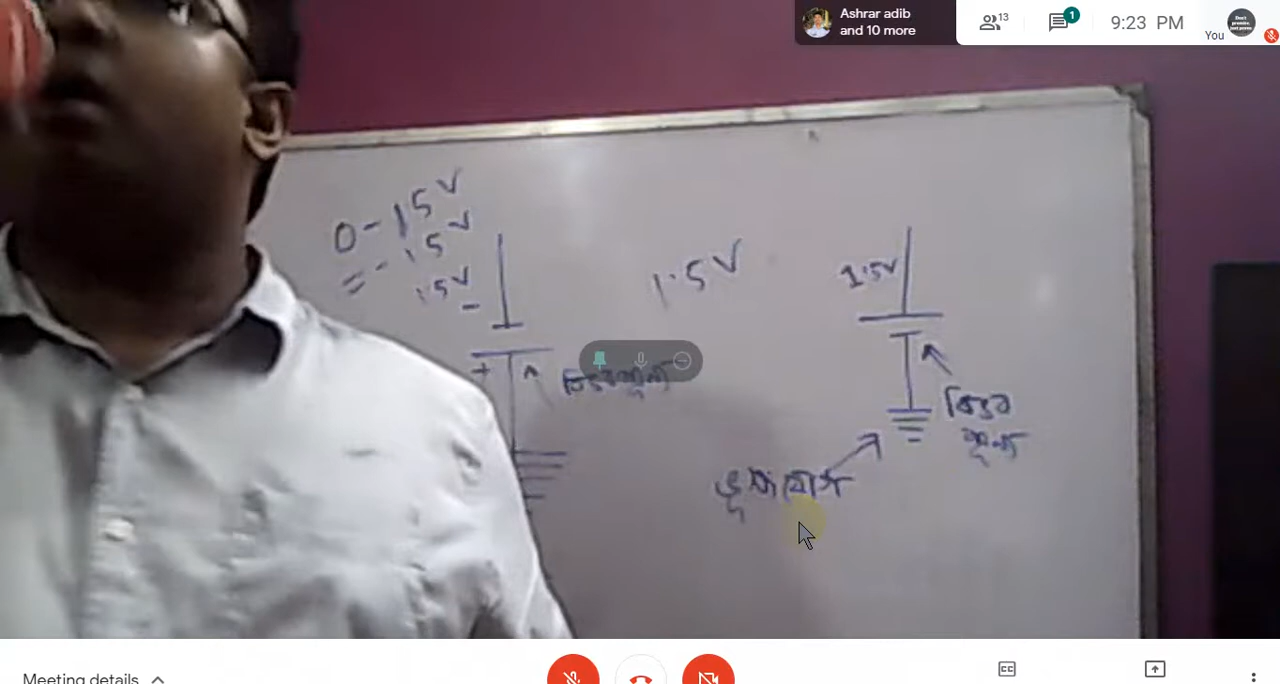 Ashrar adib
and 10 more
13
1
9:23 PM
You
0 - 1.5V
= - 1.5V
1.5V
-
+
1.5V
1.5V
বিভব
শূন্য
ভূসংযোগ
Meeting details
CC